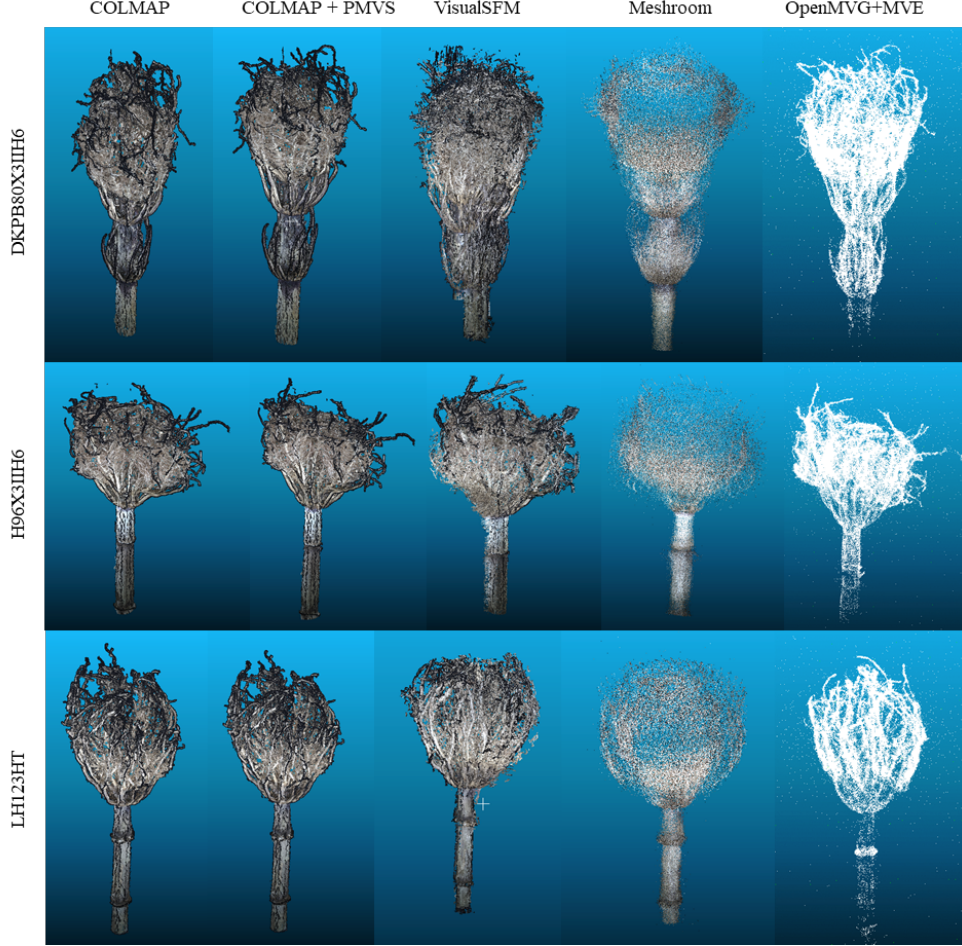 COLMAP COLMAP + PMVS VisualSFM Meshroom OpenMVG+MVE
DKPB80X3IIH6
H96X3IIH6
LH123HT